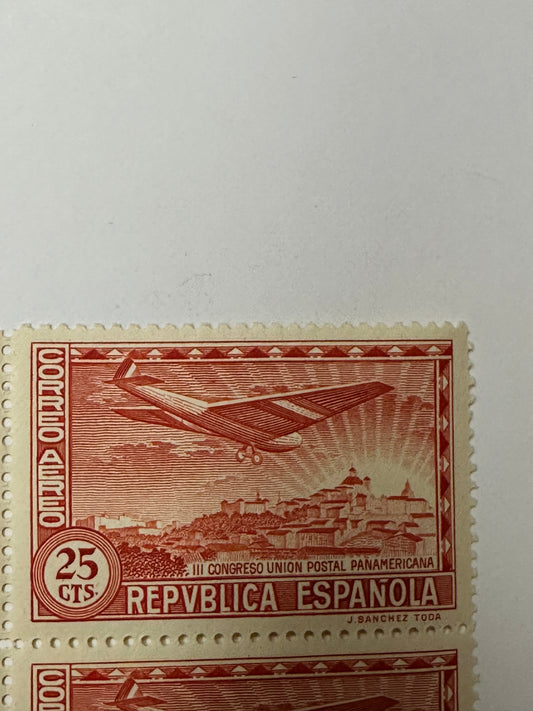 CORREO AEREO
III CONGRESO UNION POSTAL PANAMERICANA
25
CTS.
REPVBLICA ESPAÑOLA
J. SANCHEZ TODA